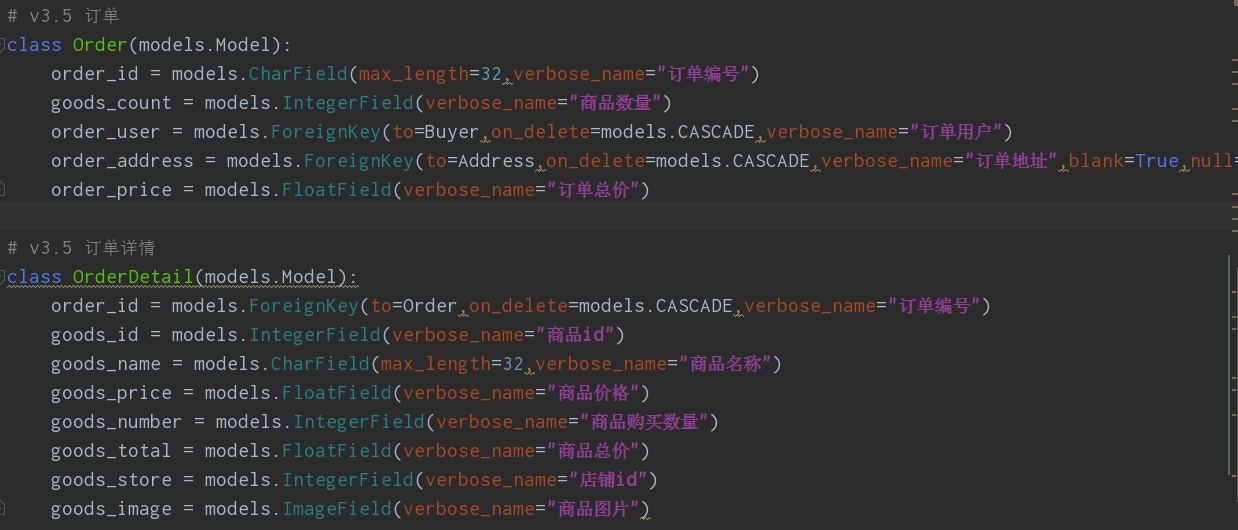 # v3.5 订单
class Order(models.Model):
order_id = models.CharField(max_length=32,verbose_name="订单编号")
goods_count = models.IntegerField(verbose_name="商品数量")
order_user = models.ForeignKey(to=Buyer,on_delete=models.CASCADE,verbose_name="订单用户")
order_address = models.ForeignKey(to=Address,on_delete=models.CASCADE,verbose_name="订单地址",blank=True,null=
order_price = models.FloatField(verbose_name="订单总价")
# v3.5 订单详情
class OrderDetail(models.Model):
order_id = models.ForeignKey(to=Order,on_delete=models.CASCADE,verbose_name="订单编号")
goods_id = models.IntegerField(verbose_name="商品id")
goods_name = models.CharField(max_length=32,verbose_name="商品名称")
goods_price = models.FloatField(verbose_name="商品价格")
goods_number = models.IntegerField(verbose_name="商品购买数量")
goods_total = models.FloatField(verbose_name="商品总价")
goods_store = models.IntegerField(verbose_name="店铺id")
goods_image = models.ImageField(verbose_name="商品图片")